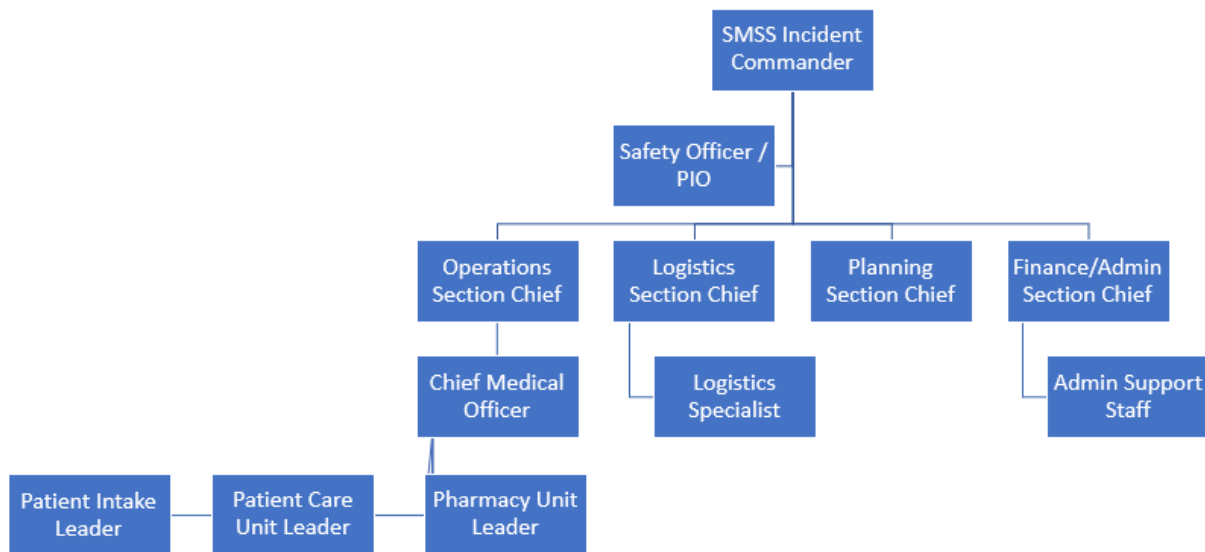 SMSS Incident
Commander
Safety Officer /
PIO
Operations
Section Chief
Logistics
Section Chief
Planning
Section Chief
Finance/Admin
Section Chief
Chief Medical
Officer
Logistics
Specialist
Admin Support
Staff
Patient Intake
Leader
Patient Care
Unit Leader
Pharmacy Unit
Leader